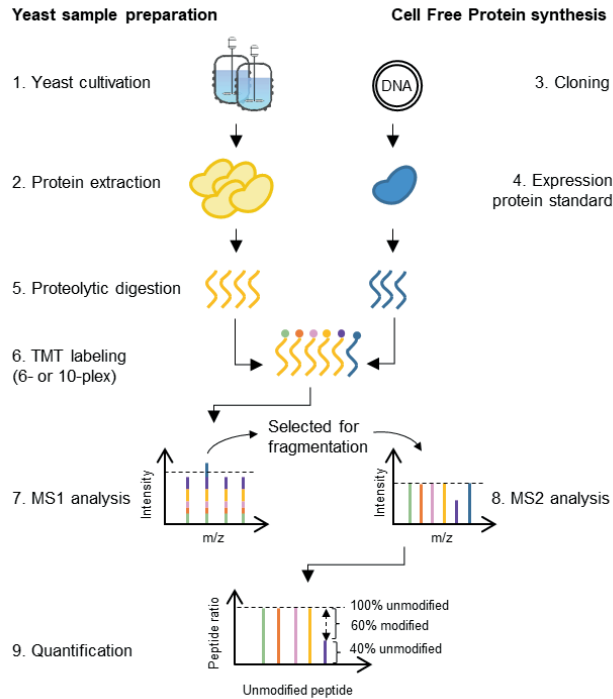 Yeast sample preparation
Cell Free Protein synthesis
1. Yeast cultivation
DNA
3. Cloning
2. Protein extraction
4. Expression
protein standard
5. Proteolytic digestion
6. TMT labeling
(6- or 10-plex)
Selected for
fragmentation
7. MS1 analysis
Intensity
m/z
Intensity
m/z
8. MS2 analysis
9. Quantification
Peptide ratio
100% unmodified
60% modified
40% unmodified
Unmodified peptide